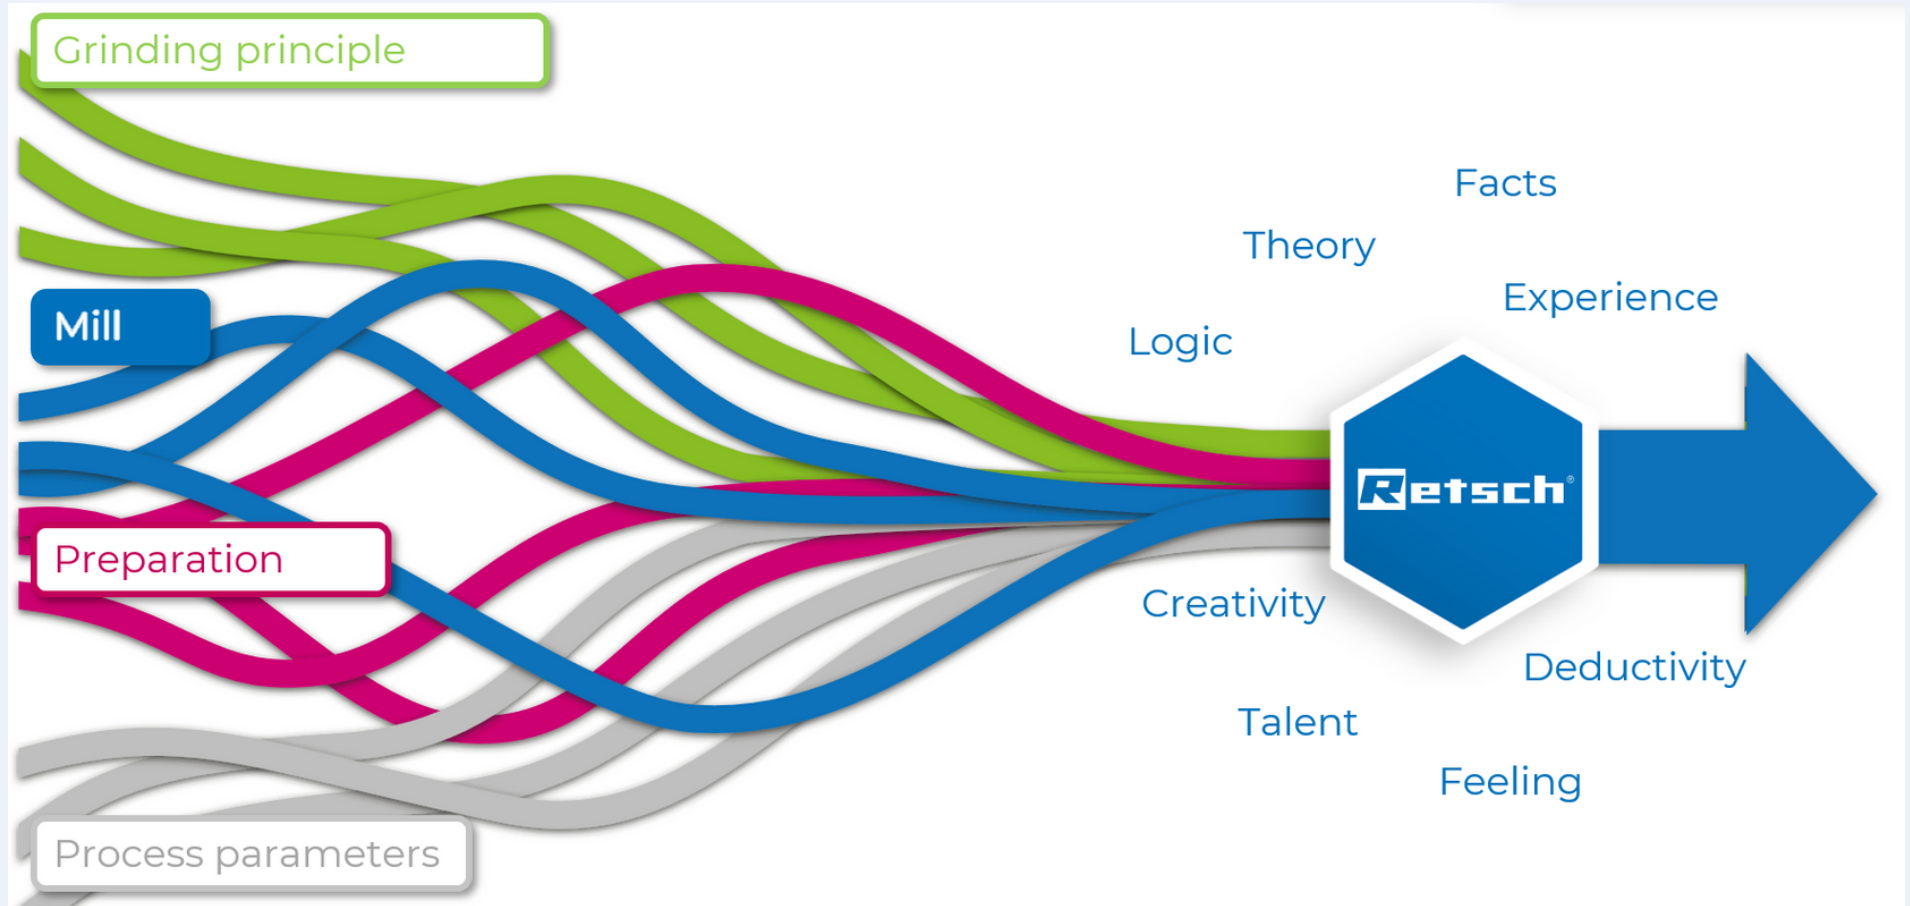 Grinding principle
Facts
Theory
Experience
Mill
Logic
Retsch®
Preparation
Creativity
Deductivity
Talent
Feeling
Process parameters